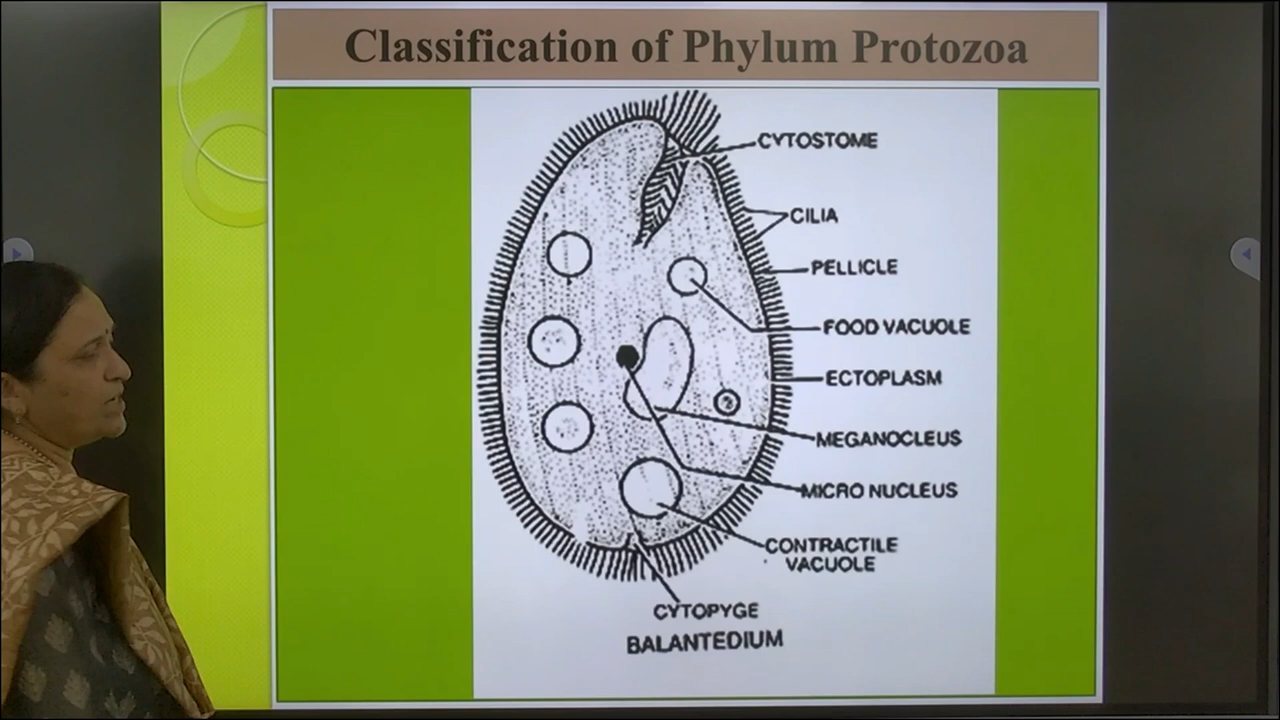 Classification of Phylum Protozoa
CYTOSTOME
CILIA
PELLICLE
FOOD VACUOLE
ECTOPLASM
MEGANOCLEUS
MICRO NUCLEUS
CONTRACTILE
VACUOLE
CYTOPYGE
BALANTEDIUM